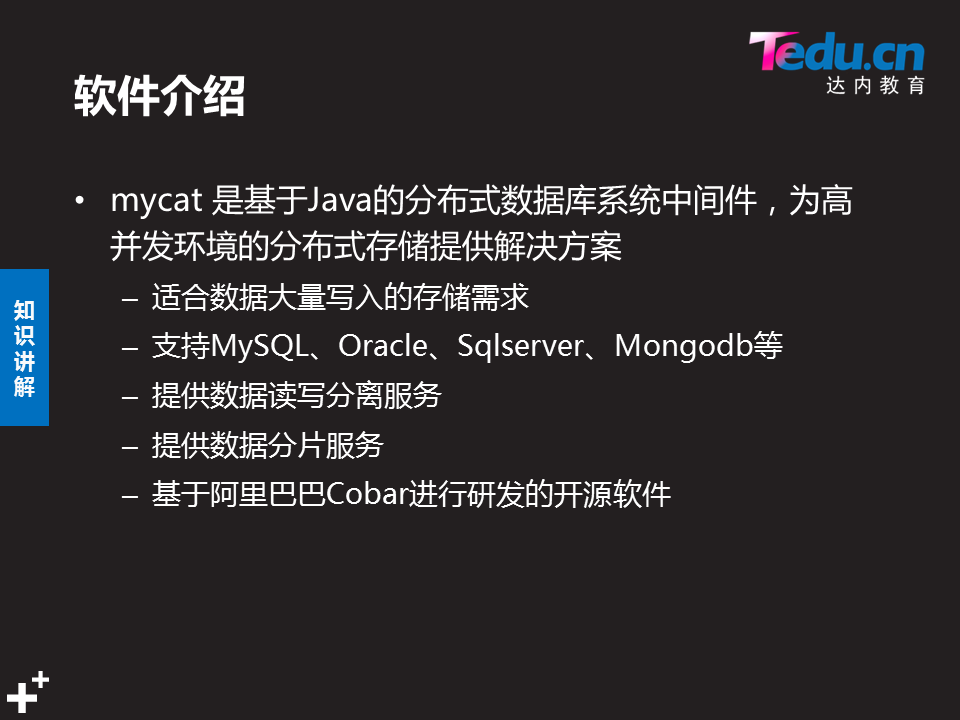 Tedu.cn
达内教育
软件介绍
• mycat 是基于Java的分布式数据库系统中间件，为高
并发环境的分布式存储提供解决方案
– 适合数据大量写入的存储需求
– 支持MySQL、Oracle、Sqlserver、Mongodb等
– 提供数据读写分离服务
– 提供数据分片服务
– 基于阿里巴巴Cobar进行研发的开源软件
知
识
讲
解